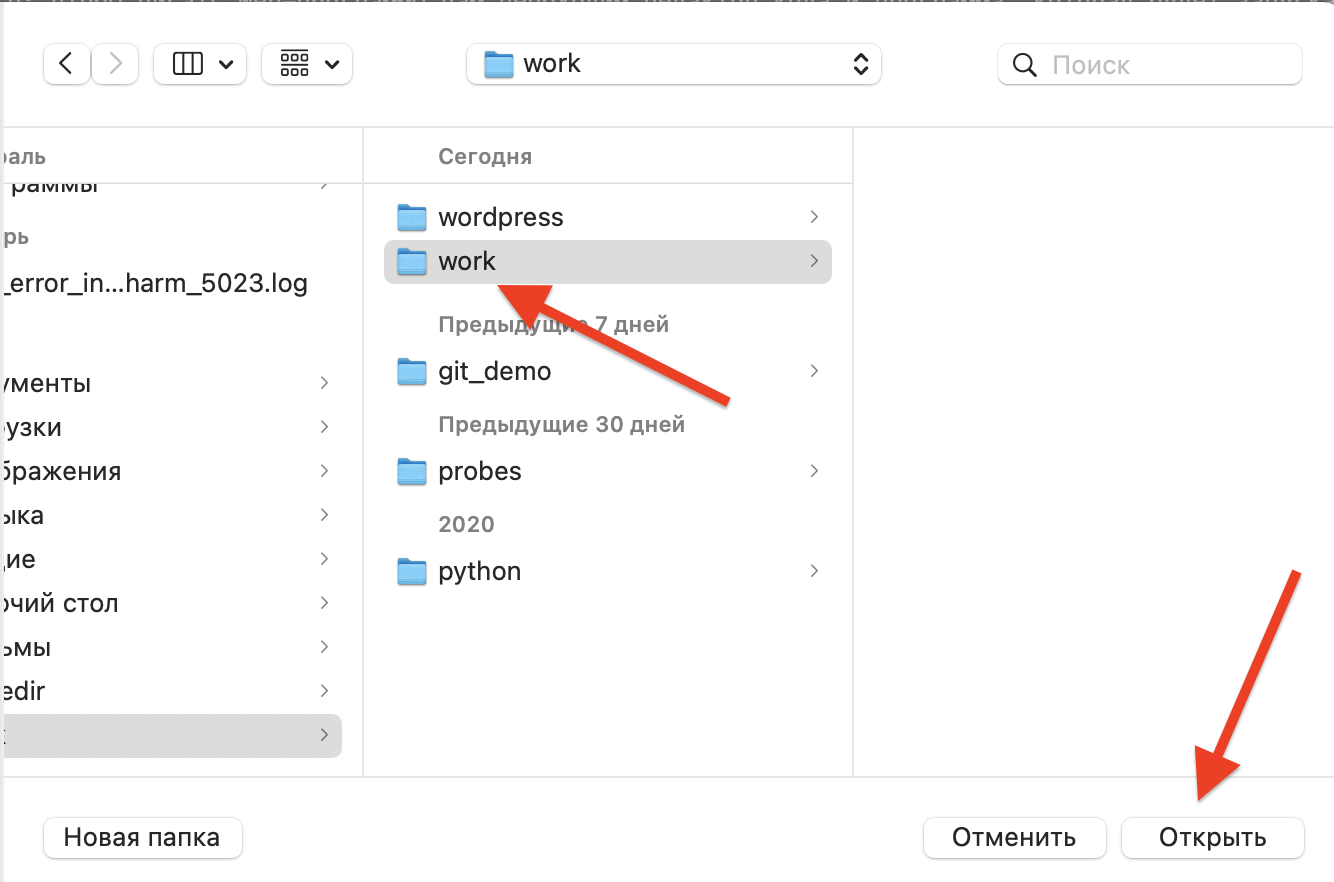 work
Поиск
раль
Сегодня
раммы
wordpress
рь
work
_error_in...harm_5023.log
Предыдущие 7 дней
ументы
git_demo
рузки
Предыдущие 30 дней
бражения
probes
ыка
2020
щие
python
очий стол
ьмы
edir
Новая папка
Отменить
Открыть